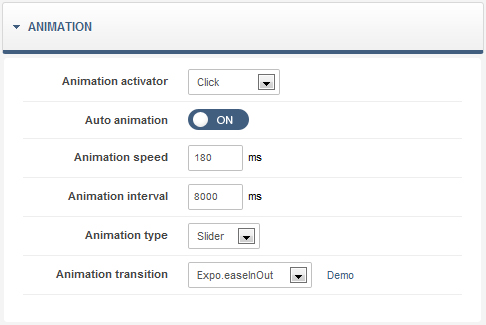 ANIMATION
Animation activator Click
Auto animation ON
Animation speed 180 ms
Animation interval 8000 ms
Animation type Slider
Animation transition Expo.easeInOut Demo